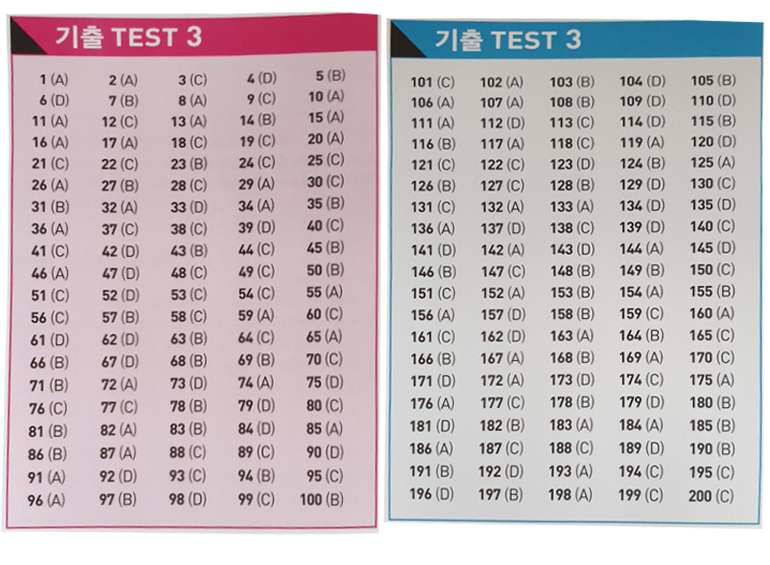 기출 TEST 3
1 (A) 2 (A) 3 (C) 4 (D) 5 (B)
6 (D) 7 (B) 8 (A) 9 (C) 10 (A)
11 (A) 12 (C) 13 (A) 14 (B) 15 (A)
16 (A) 17 (A) 18 (C) 19 (C) 20 (A)
21 (C) 22 (C) 23 (B) 24 (C) 25 (C)
26 (A) 27 (B) 28 (C) 29 (A) 30 (C)
31 (B) 32 (A) 33 (D) 34 (A) 35 (B)
36 (A) 37 (C) 38 (C) 39 (D) 40 (C)
41 (C) 42 (D) 43 (B) 44 (C) 45 (B)
46 (A) 47 (D) 48 (C) 49 (C) 50 (B)
51 (C) 52 (D) 53 (C) 54 (C) 55 (A)
56 (C) 57 (B) 58 (C) 59 (A) 60 (C)
61 (D) 62 (D) 63 (B) 64 (C) 65 (A)
66 (B) 67 (D) 68 (B) 69 (B) 70 (C)
71 (B) 72 (A) 73 (D) 74 (A) 75 (D)
76 (C) 77 (C) 78 (B) 79 (D) 80 (C)
81 (B) 82 (A) 83 (B) 84 (D) 85 (A)
86 (B) 87 (A) 88 (C) 89 (C) 90 (D)
91 (A) 92 (D) 93 (C) 94 (B) 95 (C)
96 (A) 97 (B) 98 (D) 99 (C) 100 (B)
기출 TEST 3
101 (C) 102 (A) 103 (B) 104 (D) 105 (B)
106 (A) 107 (A) 108 (B) 109 (D) 110 (D)
111 (A) 112 (D) 113 (C) 114 (D) 115 (B)
116 (B) 117 (A) 118 (C) 119 (A) 120 (D)
121 (C) 122 (C) 123 (D) 124 (B) 125 (A)
126 (B) 127 (C) 128 (B) 129 (D) 130 (C)
131 (C) 132 (A) 133 (A) 134 (D) 135 (D)
136 (A) 137 (D) 138 (C) 139 (D) 140 (C)
141 (D) 142 (A) 143 (D) 144 (A) 145 (D)
146 (B) 147 (C) 148 (B) 149 (B) 150 (C)
151 (C) 152 (A) 153 (B) 154 (A) 155 (B)
156 (A) 157 (D) 158 (B) 159 (C) 160 (A)
161 (C) 162 (D) 163 (A) 164 (B) 165 (C)
166 (B) 167 (A) 168 (B) 169 (A) 170 (C)
171 (D) 172 (A) 173 (D) 174 (C) 175 (A)
176 (A) 177 (C) 178 (B) 179 (D) 180 (B)
181 (D) 182 (B) 183 (A) 184 (A) 185 (B)
186 (A) 187 (C) 188 (C) 189 (D) 190 (B)
191 (B) 192 (D) 193 (A) 194 (C) 195 (C)
196 (D) 197 (B) 198 (A) 199 (C) 200 (C)